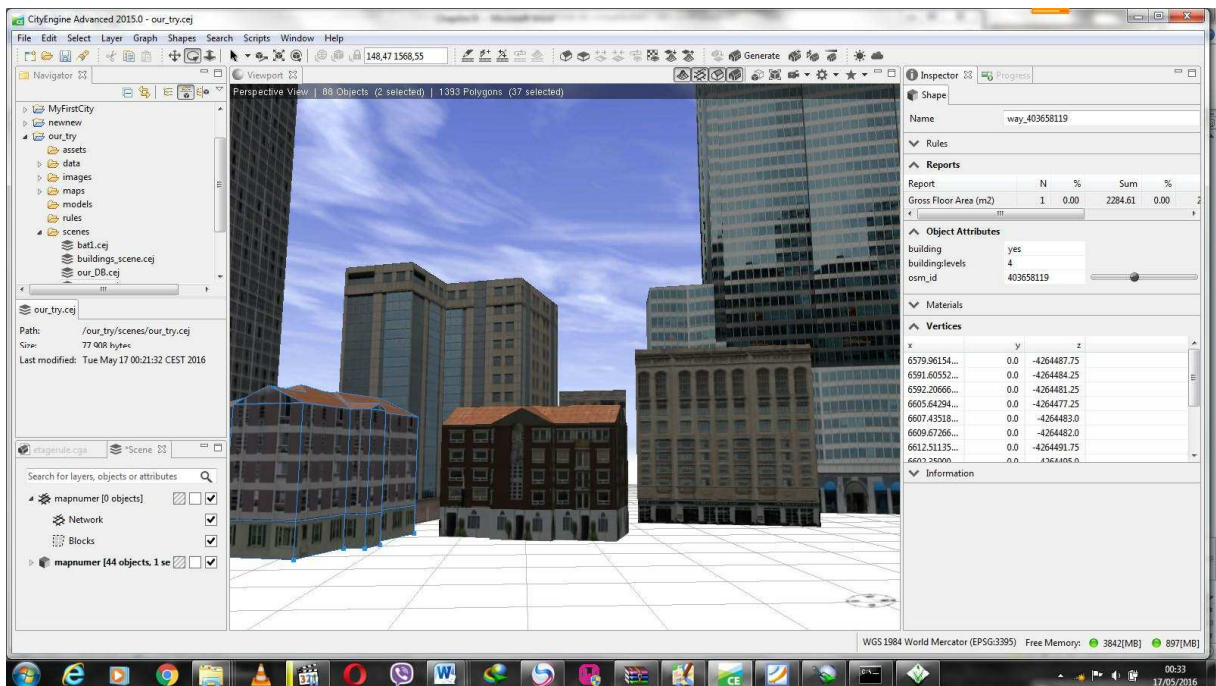 CityEngine Advanced 2015.0 - our_try.cej
File Edit Select Layer Graph Shapes Search Scripts Window Help
148,47 1568,55
Generate
Navigator
Viewport
Inspector
Progress
MyFirstCity
newnew
our_try
assets
data
images
maps
models
rules
scenes
bat1.cej
buildings_scene.cej
our_DB.cej
our_try.cej
Path: /our_try/scenes/our_try.cej
Size: 77 908 bytes
Last modified: Tue May 17 00:21:32 CEST 2016
etagerule.cga
*Scene
Search for layers, objects or attributes
mapnumer [0 objects]
Network
Blocks
mapnumer [44 objects, 1 se
Perspective View | 88 Objects (2 selected) | 1393 Polygons (37 selected)
Shape
Name way_403658119
Rules
Reports
Report N % Sum %
Gross Floor Area (m2) 1 0.00 2284.61 0.00 2
Object Attributes
building yes
building:levels 4
osm_id 403658119
Materials
Vertices
x y z
6579.96154... 0.0 -4264487.75
6591.60552... 0.0 -4264484.25
6592.20666... 0.0 -4264481.25
6605.64294... 0.0 -4264477.25
6607.43518... 0.0 -4264483.0
6609.67266... 0.0 -4264482.0
6612.51135... 0.0 -4264491.75
Information
WGS 1984 World Mercator (EPSG:3395) Free Memory: 3842[MB] 897[MB]
00:33
17/05/2016